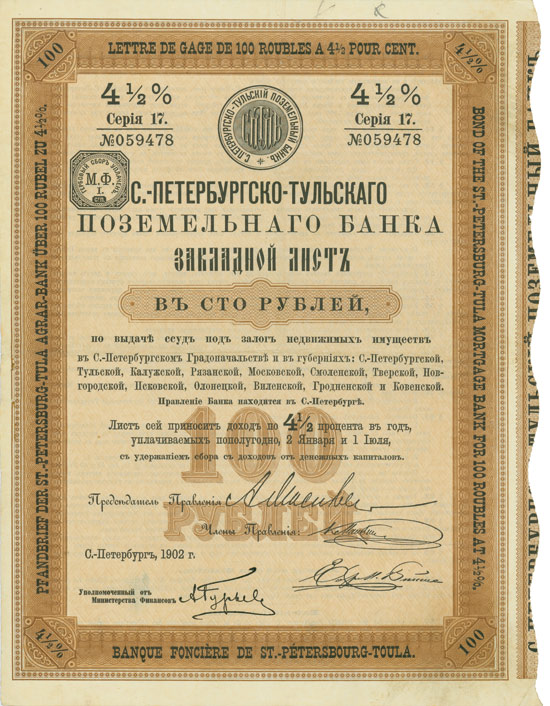 LETTRE DE GAGE DE 100 ROUBLES A 4½ POUR CENT.
100
4½%
4½%
Серія 17.
№059478
С.ПЕТЕРБУРГСКО-ТУЛЬСКІЙ ПОЗЕМЕЛЬНЫЙ БАНКЪ
4½%
Серія 17.
№059478
М.Ф.
I.
С.-ПЕТЕРБУРГСКО-ТУЛЬСКАГО
ПОЗЕМЕЛЬНАГО БАНКА
ЗАКЛАДНОЙ ЛИСТЪ
ВЪ СТО РУБЛЕЙ,
по выдачѣ ссудъ подъ залогъ недвижимыхъ имуществъ
въ С.-Петербургскомъ Градоначальствѣ и въ губерніяхъ: С.-Петербургской,
Тульской, Калужской, Рязанской, Московской, Смоленской, Тверской, Нов-
городской, Псковской, Олонецкой, Виленской, Гродненской и Ковенской.
Правленіе Банка находится въ С.-Петербургѣ.
100
РУБЛЕЙ
Листъ сей приноситъ доходъ по 4½ процента въ годъ,
уплачиваемыхъ пополугодно, 2 Января и 1 Іюля,
съ удержаніемъ сбора съ доходовъ отъ денежныхъ капиталовъ.
Предсѣдатель Правленія
Члены Правленія:
С.-Петербургъ, 1902 г.
Уполномоченный отъ
Министерства Финансовъ
PFANDBRIEF DER ST.-PETERSBURG-TULA AGRAR-BANK ÜBER 100 RUBEL ZU 4½%.
BOND OF THE ST.-PETERSBURG-TULA MORTGAGE BANK FOR 100 ROUBLES AT 4½%.
4½%
100
BANQUE FONCIÈRE DE ST.-PÉTERSBOURG-TOULA.